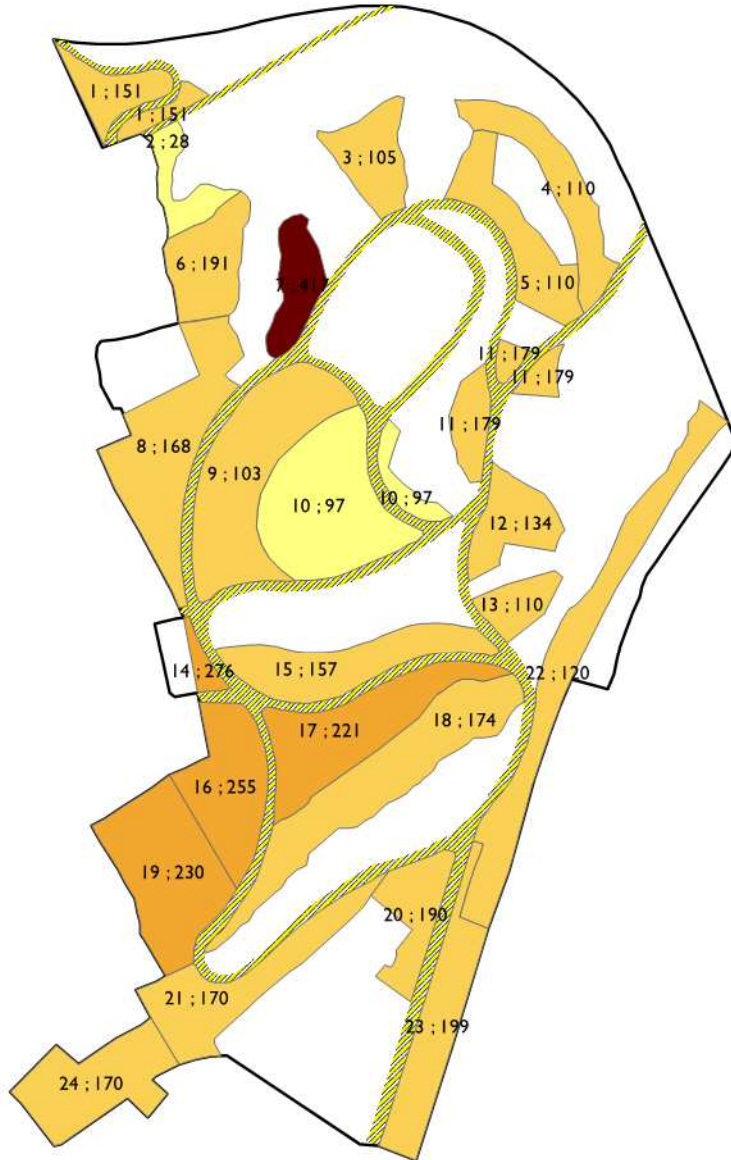 1 ; 151
1 ; 151
2 ; 28
3 ; 105
4 ; 110
6 ; 191
5 ; 110
7 ; 417
11 ; 179
11 ; 179
11 ; 179
8 ; 168
9 ; 103
10 ; 97
10 ; 97
12 ; 134
13 ; 110
14 ; 276
15 ; 157
22 ; 120
18 ; 174
17 ; 221
16 ; 255
19 ; 230
20 ; 190
21 ; 170
23 ; 199
24 ; 170